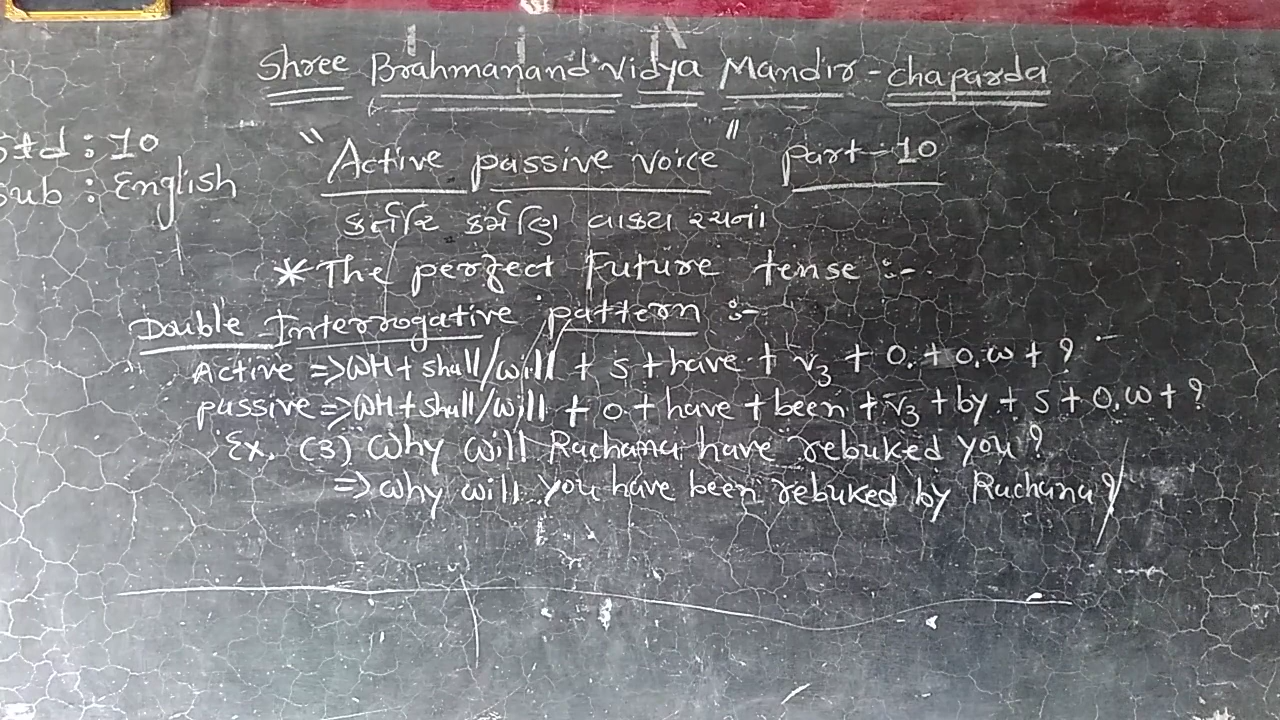 Shree Brahmanand Vidya Mandir - Chaparda
Std : 10
Sub : English
"Active passive voice" part - 10
કર્તરિ કર્મણિ વાક્ય રચના
* The perfect Future tense :-
Double Interrogative pattern :-
Active => WH + shall/will + S + have + V3 + O. + O.W + ?
passive => WH + shall/will + O + have + been + V3 + by + S + O.W + ?
Ex. (3) Why will Rachana have rebuked you ?
=> Why will you have been rebuked by Rachana ?